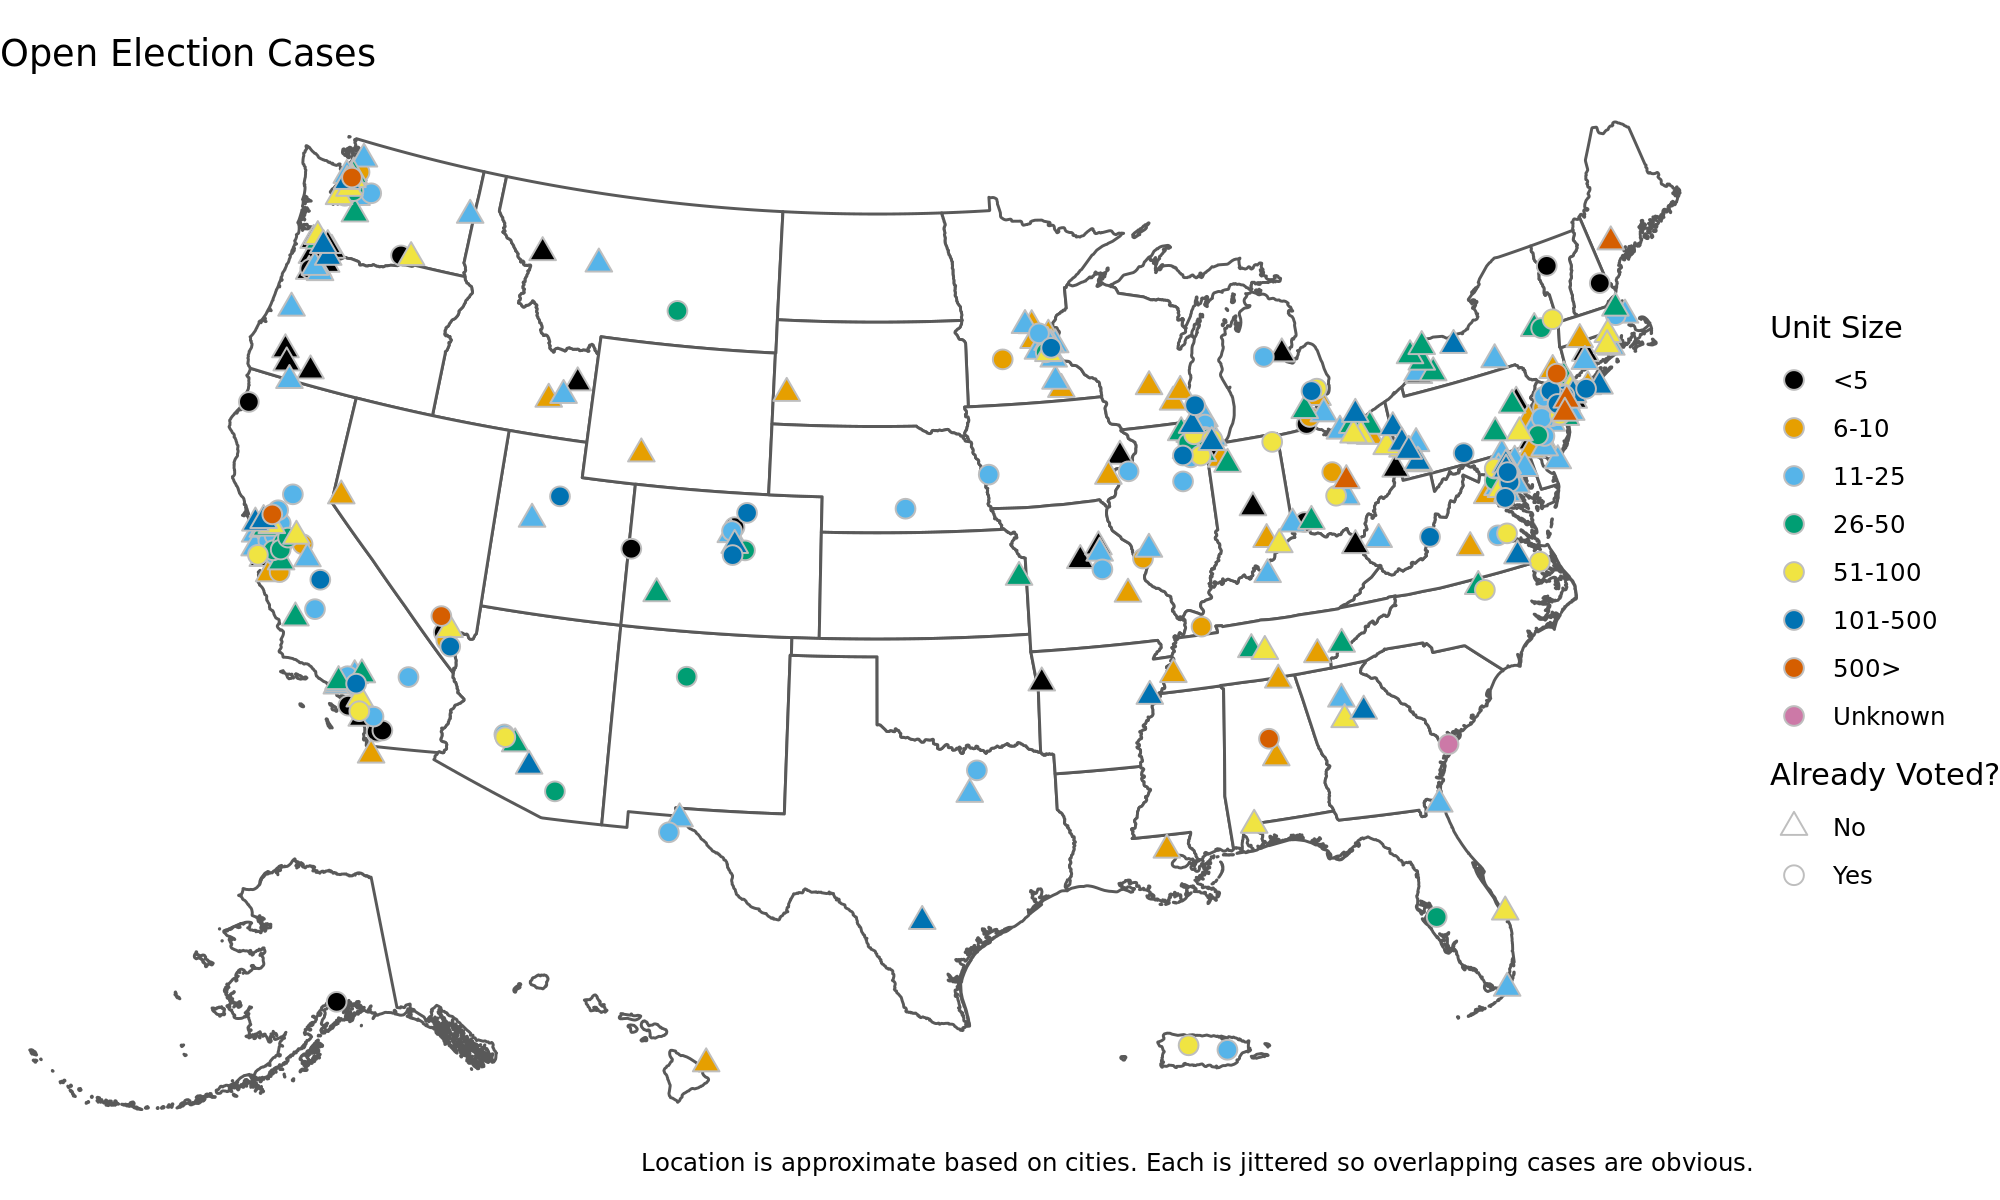 Open Election Cases
Unit Size
<5
6-10
11-25
26-50
51-100
101-500
500>
Unknown
Already Voted?
No
Yes
Location is approximate based on cities. Each is jittered so overlapping cases are obvious.